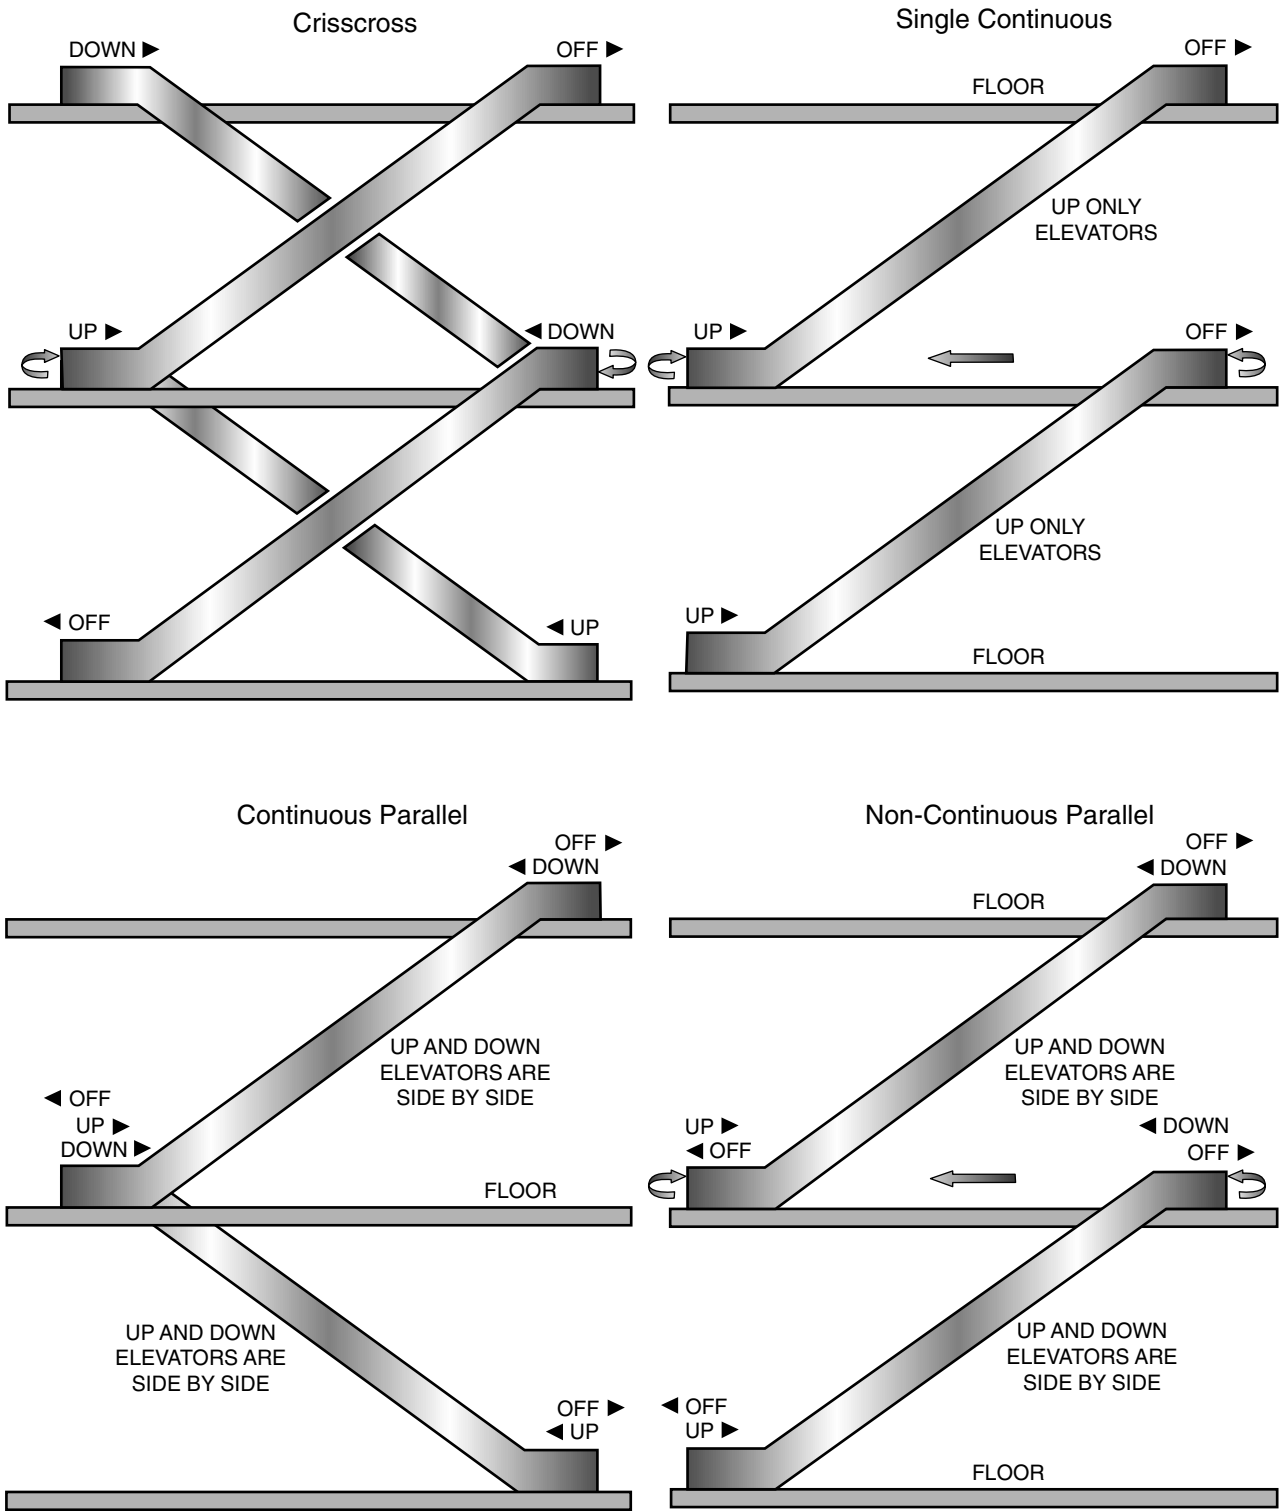 Crisscross
DOWN ►
OFF ►
UP ►
◄ DOWN
◄ OFF
◄ UP
Single Continuous
OFF ►
FLOOR
UP ONLY
ELEVATORS
UP ►
OFF ►
UP ONLY
ELEVATORS
UP ►
FLOOR
Continuous Parallel
OFF ►
◄ DOWN
UP AND DOWN
ELEVATORS ARE
SIDE BY SIDE
◄ OFF
UP ►
DOWN ►
FLOOR
UP AND DOWN
ELEVATORS ARE
SIDE BY SIDE
OFF ►
◄ UP
Non-Continuous Parallel
OFF ►
◄ DOWN
FLOOR
UP AND DOWN
ELEVATORS ARE
SIDE BY SIDE
UP ►
◄ OFF
◄ DOWN
OFF ►
UP AND DOWN
ELEVATORS ARE
SIDE BY SIDE
◄ OFF
UP ►
FLOOR